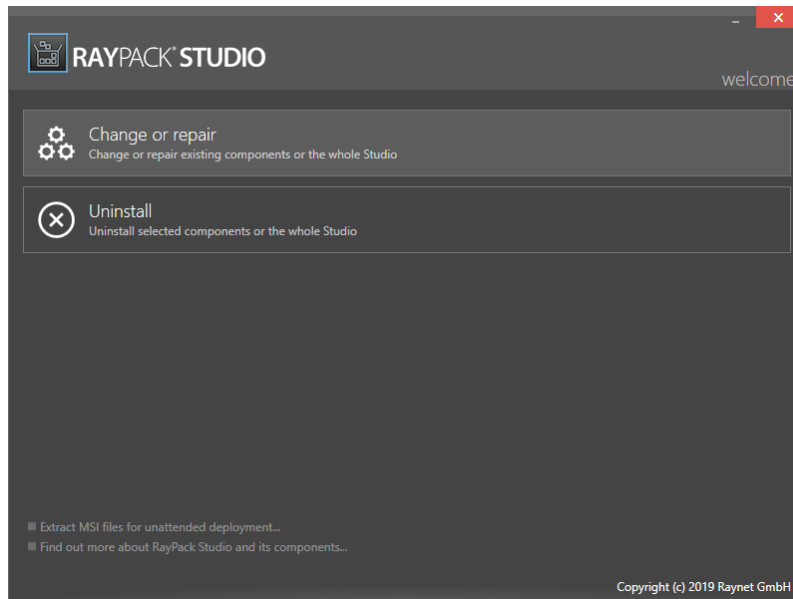 RAYPACK® STUDIO
welcome
Change or repair
Change or repair existing components or the whole Studio
Uninstall
Uninstall selected components or the whole Studio
Extract MSI files for unattended deployment...
Find out more about RayPack Studio and its components...
Copyright (c) 2019 Raynet GmbH